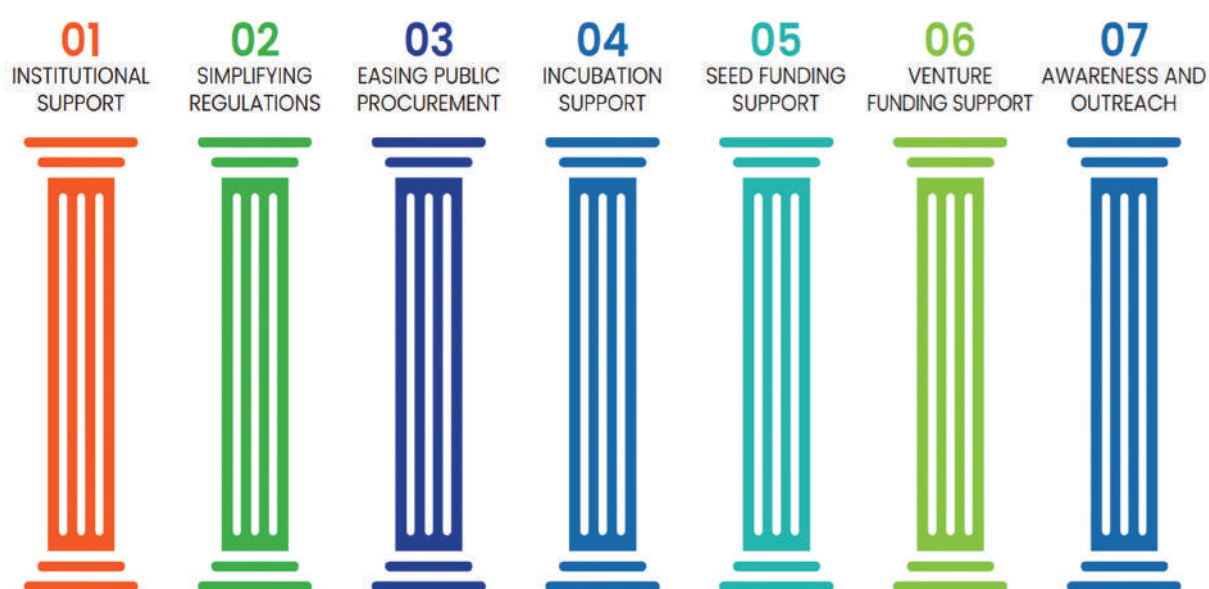 01
INSTITUTIONAL
SUPPORT
02
SIMPLIFYING
REGULATIONS
03
EASING PUBLIC
PROCUREMENT
04
INCUBATION
SUPPORT
05
SEED FUNDING
SUPPORT
06
VENTURE
FUNDING SUPPORT
07
AWARENESS AND
OUTREACH